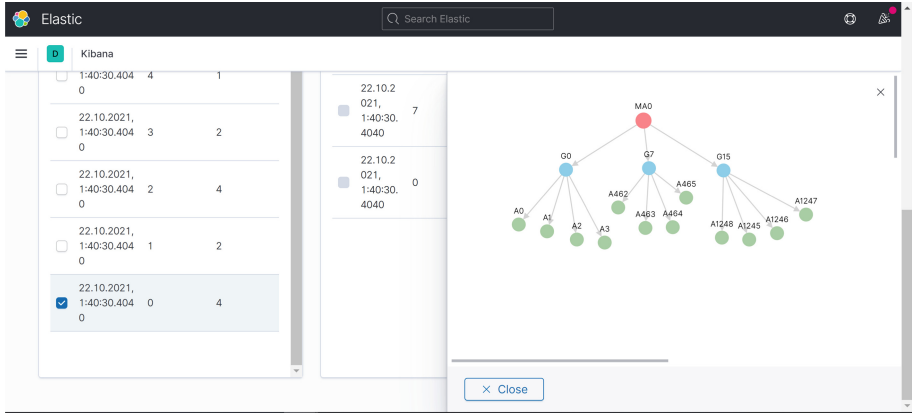 Elastic
Search Elastic
D
Kibana
1:40:30.404 4 1
0
22.10.2021,
1:40:30.404 3 2
0
22.10.2021,
1:40:30.404 2 4
0
22.10.2021,
1:40:30.404 1 2
0
22.10.2021,
1:40:30.404 0 4
0
22.10.2
021,
1:40:30. 7
4040
22.10.2
021,
1:40:30. 0
4040
MA0
G0 G7 G15
A0 A1 A2 A3
A462 A463 A464 A465
A1248 A1245 A1246 A1247
Close